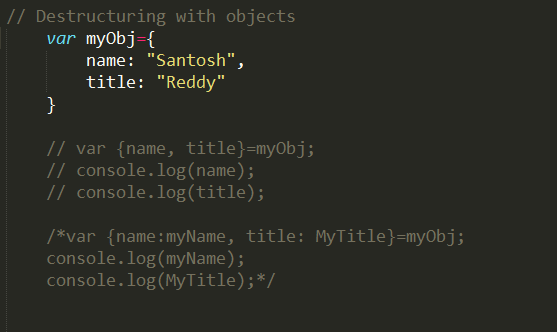 // Destructuring with objects
var myObj={
name: "Santosh",
title: "Reddy"
}
// var {name, title}=myObj;
// console.log(name);
// console.log(title);
/*var {name:myName, title: MyTitle}=myObj;
console.log(myName);
console.log(MyTitle);*/